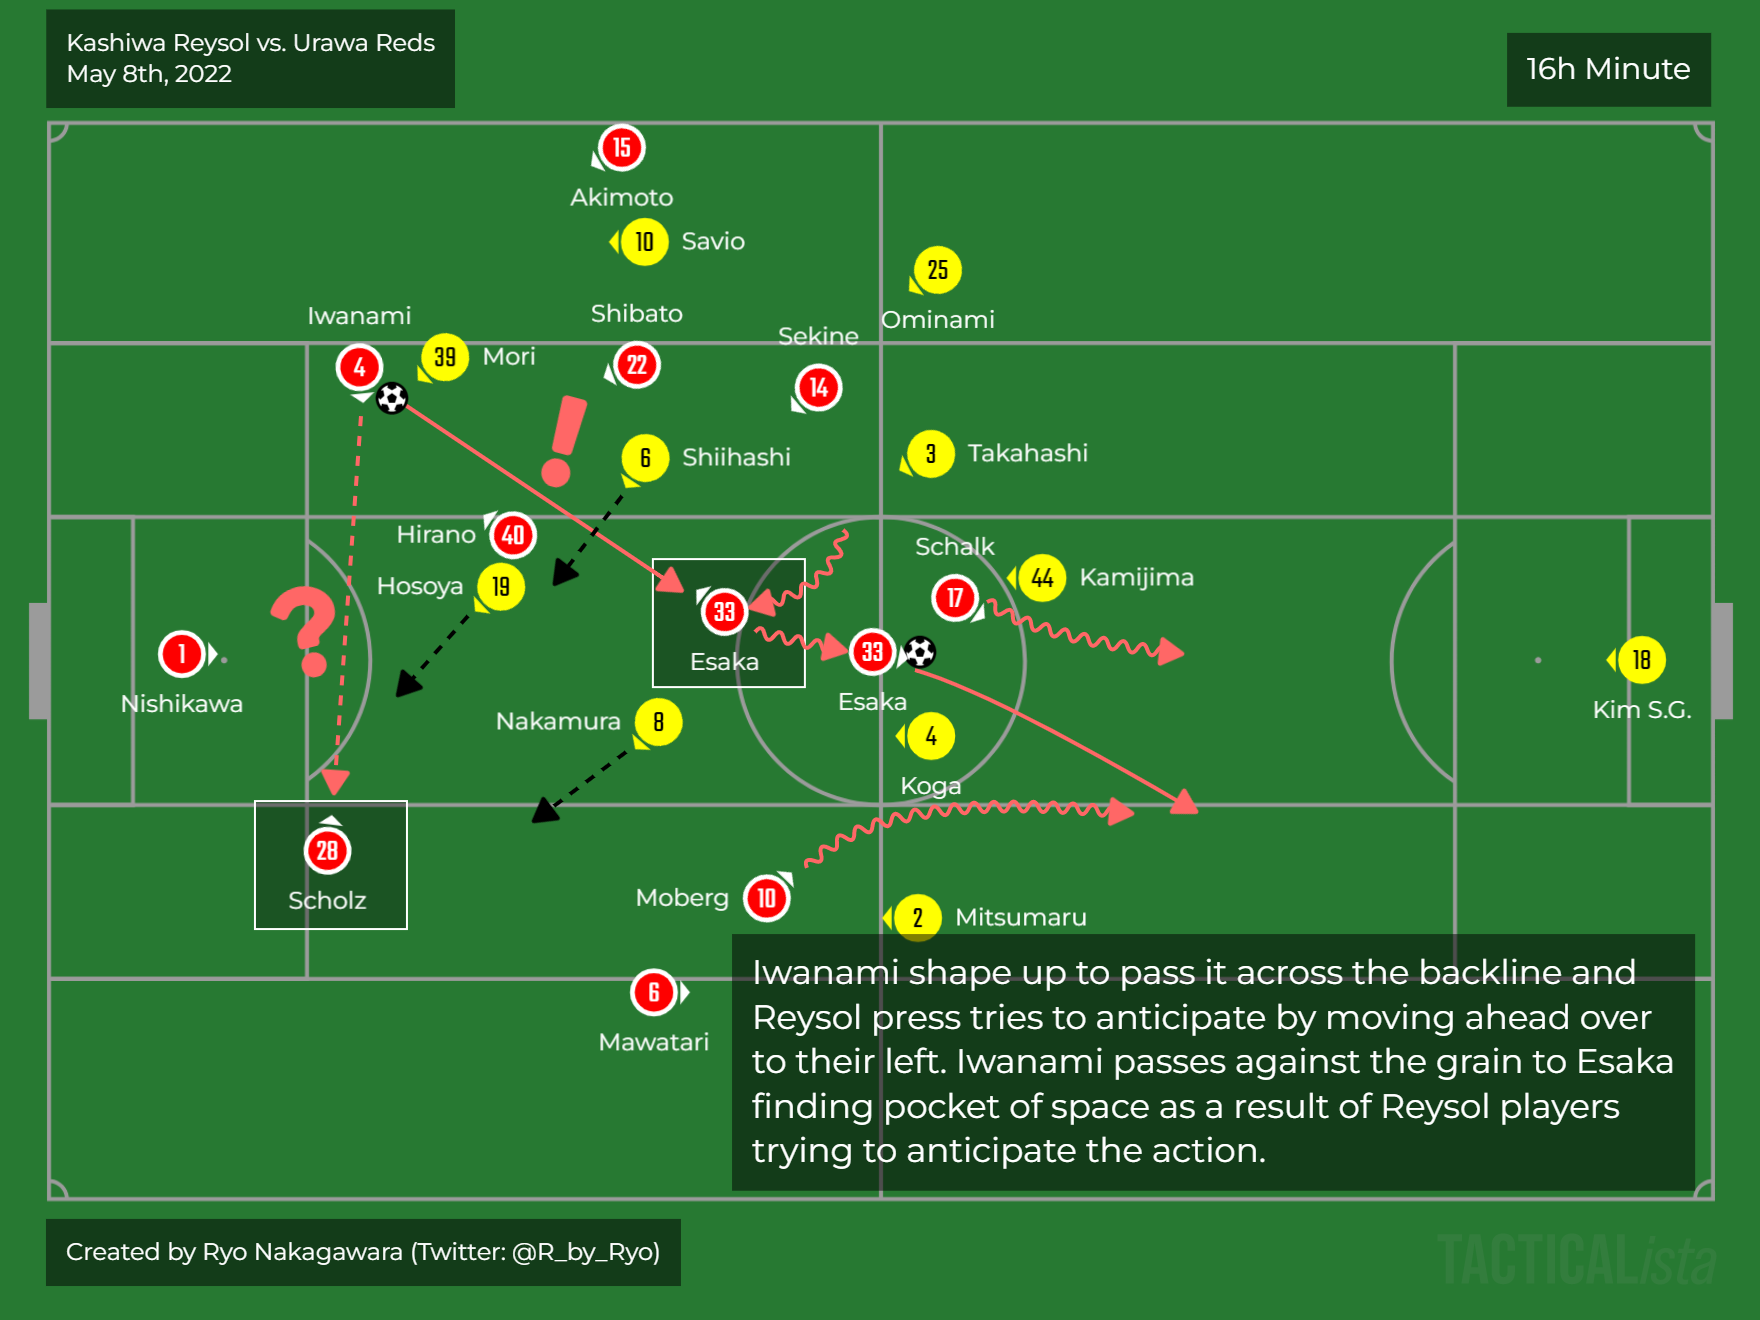 Kashiwa Reysol vs. Urawa Reds
May 8th, 2022
16h Minute
15
Akimoto
10 Savio
25
Ominami
Iwanami
4
39 Mori
Shibato
22
Sekine
14
6 Shiihashi
3 Takahashi
Hirano 40
Hosoya 19
Schalk
17
44 Kamijima
33
Esaka
33
Esaka
1
Nishikawa
18
Kim S.G.
Nakamura 8
4
Koga
28
Scholz
Moberg 10
2 Mitsumaru
6
Mawatari
Iwanami shape up to pass it across the backline and
Reysol press tries to anticipate by moving ahead over
to their left. Iwanami passes against the grain to Esaka
finding pocket of space as a result of Reysol players
trying to anticipate the action.
Created by Ryo Nakagawara (Twitter: @R_by_Ryo)
TACTICALista